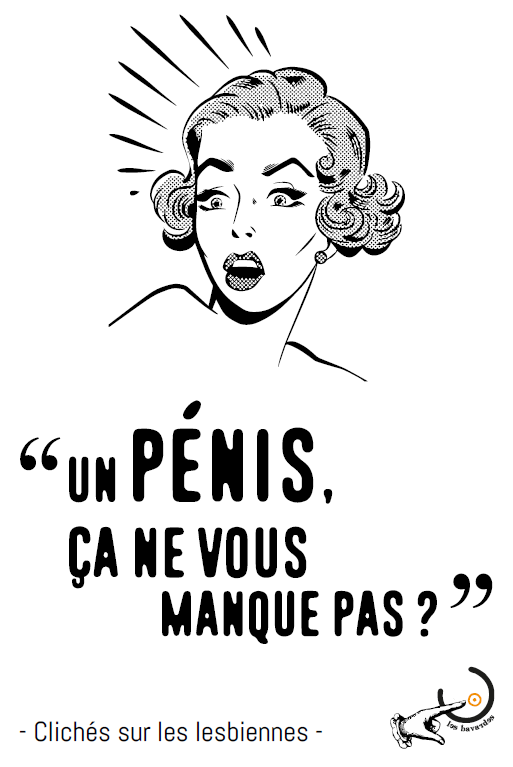 “UN PÉNIS,
ÇA NE VOUS
MANQUE PAS ?”
- Clichés sur les lesbiennes -
les bavardes